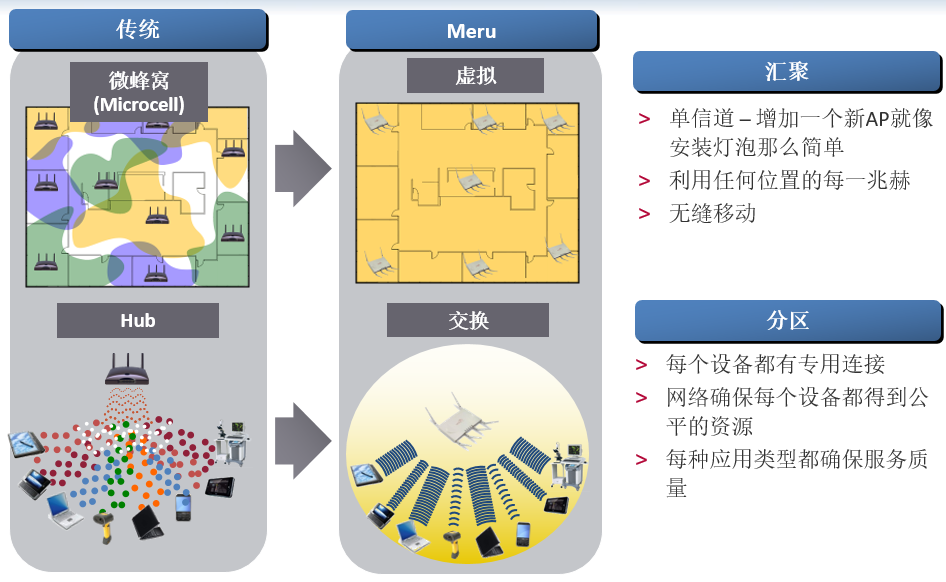 传统
微蜂窝
(Microcell)
Hub
Meru
虚拟
交换
汇聚
> 单信道 – 增加一个新AP就像
安装灯泡那么简单
> 利用任何位置的每一兆赫
> 无缝移动
分区
> 每个设备都有专用连接
> 网络确保每个设备都得到公
平的资源
> 每种应用类型都确保服务质
量